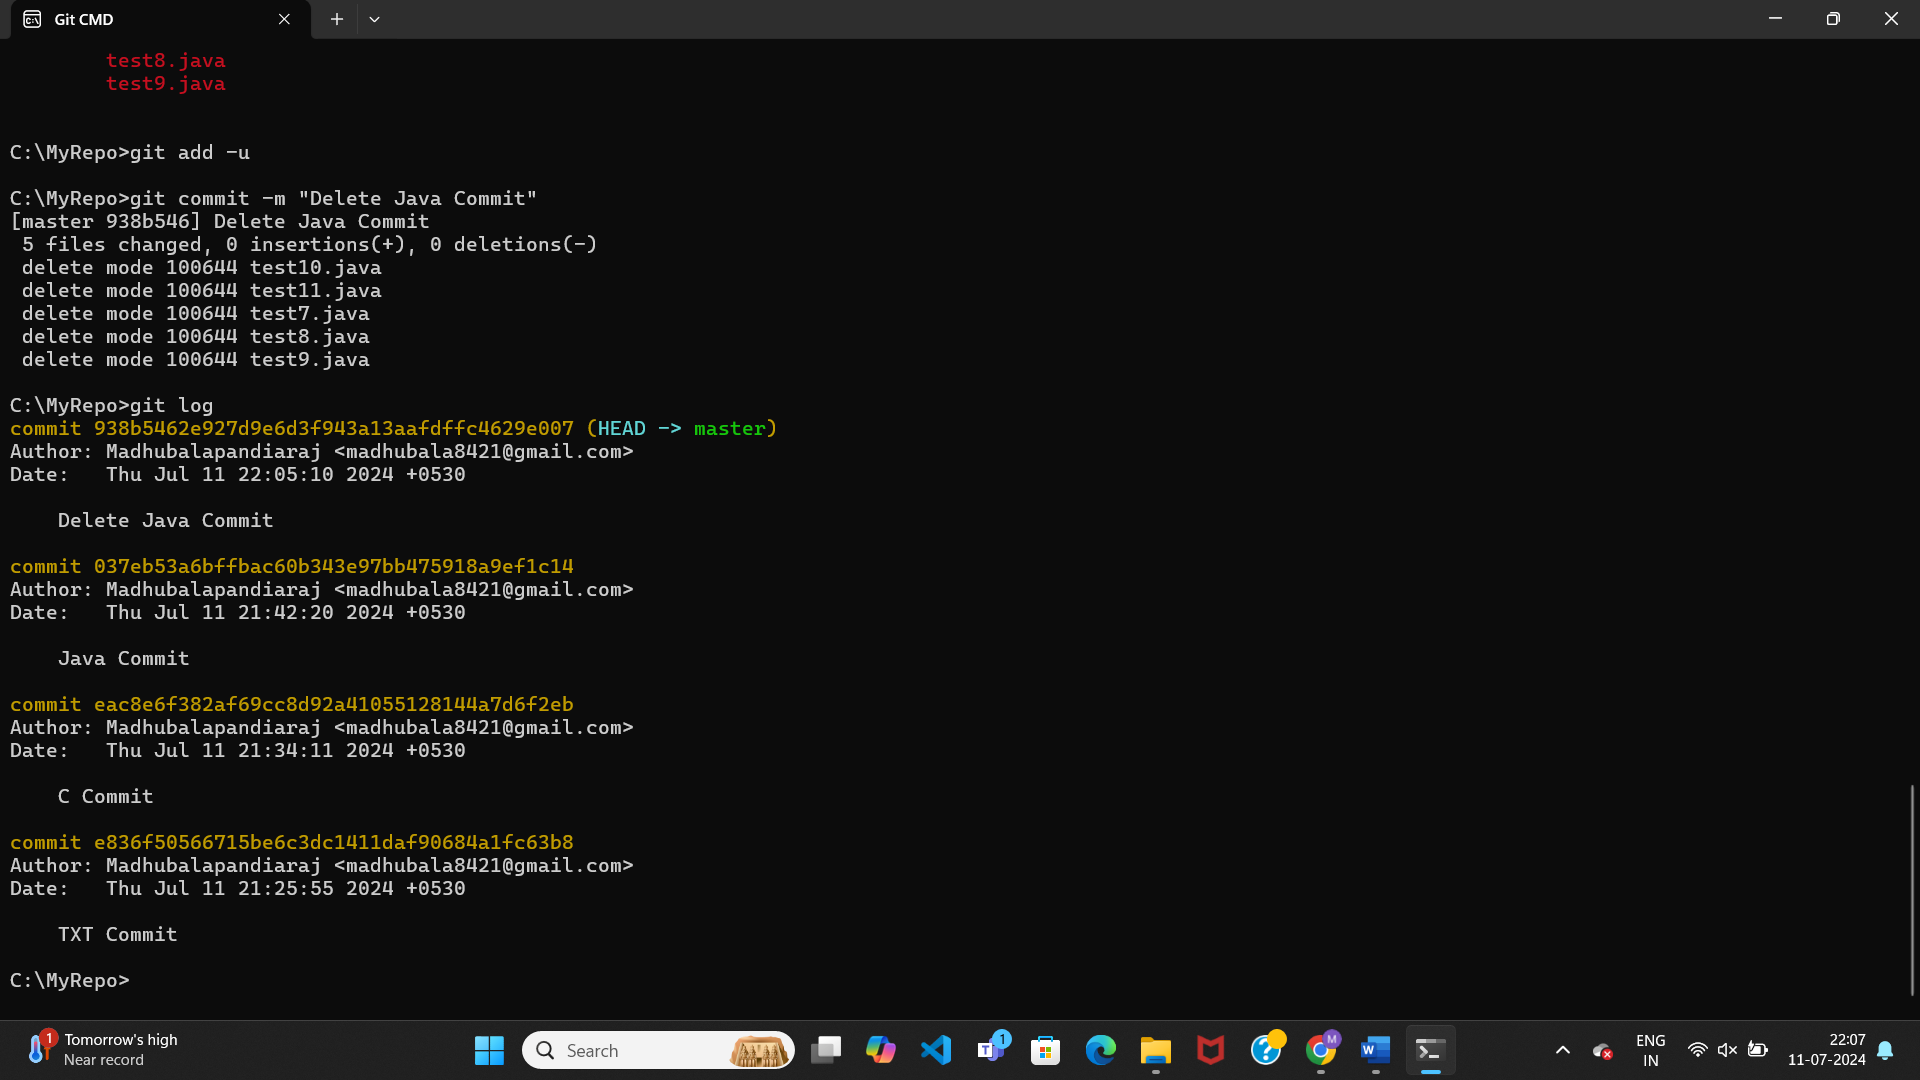 Git CMD
test8.java
test9.java
C:\MyRepo>git add -u
C:\MyRepo>git commit -m "Delete Java Commit"
[master 938b546] Delete Java Commit
5 files changed, 0 insertions(+), 0 deletions(-)
delete mode 100644 test10.java
delete mode 100644 test11.java
delete mode 100644 test7.java
delete mode 100644 test8.java
delete mode 100644 test9.java
C:\MyRepo>git log
commit 938b5462e927d9e6d3f943a13aafdffc4629e007 (HEAD -> master)
Author: Madhubalapandiaraj <madhubala8421@gmail.com>
Date:   Thu Jul 11 22:05:10 2024 +0530
Delete Java Commit
commit 037eb53a6bffbac60b343e97bb475918a9ef1c14
Author: Madhubalapandiaraj <madhubala8421@gmail.com>
Date:   Thu Jul 11 21:42:20 2024 +0530
Java Commit
commit eac8e6f382af69cc8d92a41055128144a7d6f2eb
Author: Madhubalapandiaraj <madhubala8421@gmail.com>
Date:   Thu Jul 11 21:34:11 2024 +0530
C Commit
commit e836f50566715be6c3dc1411daf90684a1fc63b8
Author: Madhubalapandiaraj <madhubala8421@gmail.com>
Date:   Thu Jul 11 21:25:55 2024 +0530
TXT Commit
C:\MyRepo>
1
Tomorrow's high
Near record
Search
T
1
M
W
ENG
IN
22:07
11-07-2024